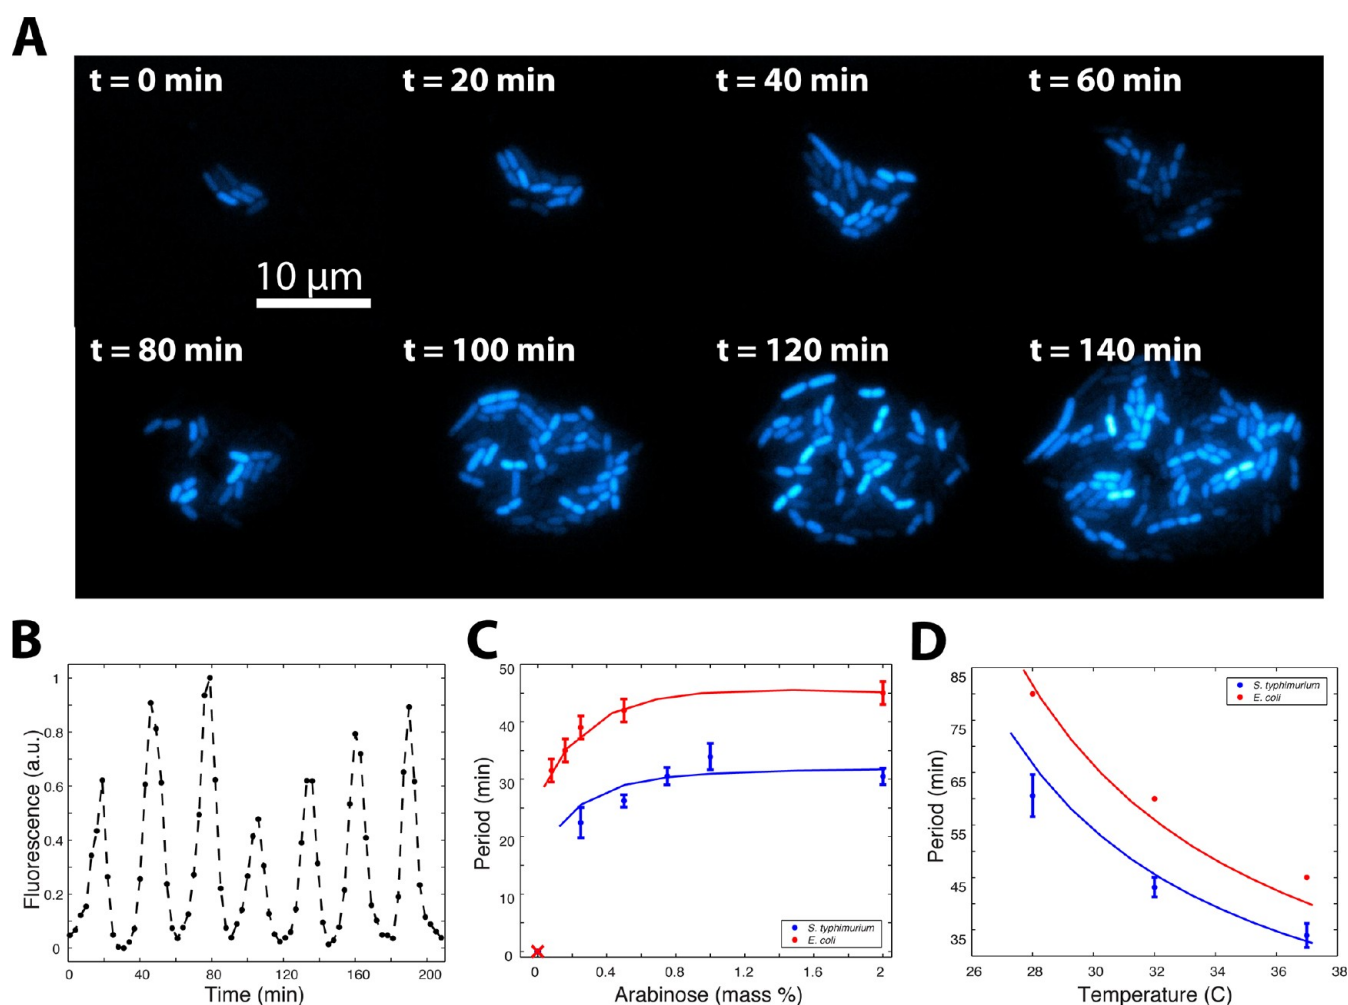 A
t = 0 min
t = 20 min
t = 40 min
t = 60 min
10 μm
t = 80 min
t = 100 min
t = 120 min
t = 140 min
B
1
0.8
0.6
0.4
0.2
0
Fluorescence (a.u.)
0
40
80
120
160
200
Time (min)
C
50
40
30
20
10
0
Period (min)
S. typhimurium
E. coli
0
0.4
0.8
1.2
1.6
2
Arabinose (mass %)
D
85
75
65
55
45
35
Period (min)
S. typhimurium
E. coli
26
28
30
32
34
36
38
Temperature (C)